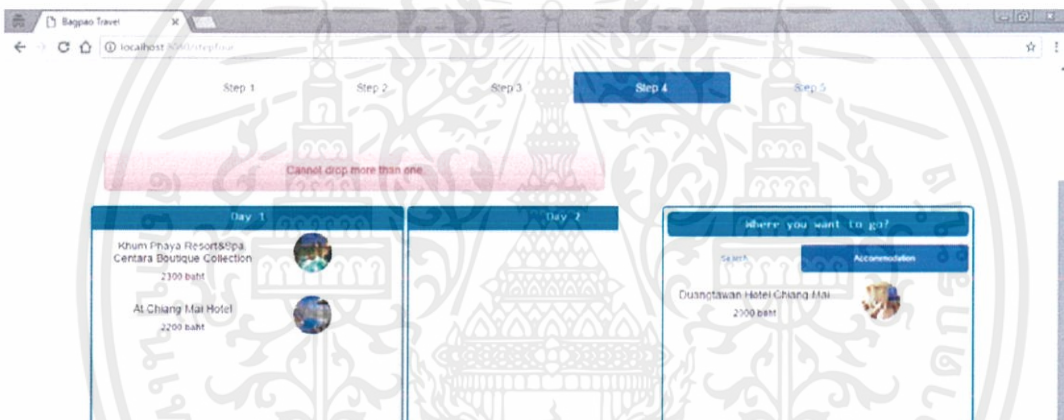 Bagpao Travel
localhost
Step 1
Step 2
Step 3
Step 4
Step 5
Cannot drop more than one.
Day 1
Khum Phaya Resort&Spa,
Centara Boutique Collection
2300 baht
At Chiang Mai Hotel
2200 baht
Day 2
Where you want to go?
Search
Accommodation
Duangtawan Hotel Chiang Mai
2900 baht